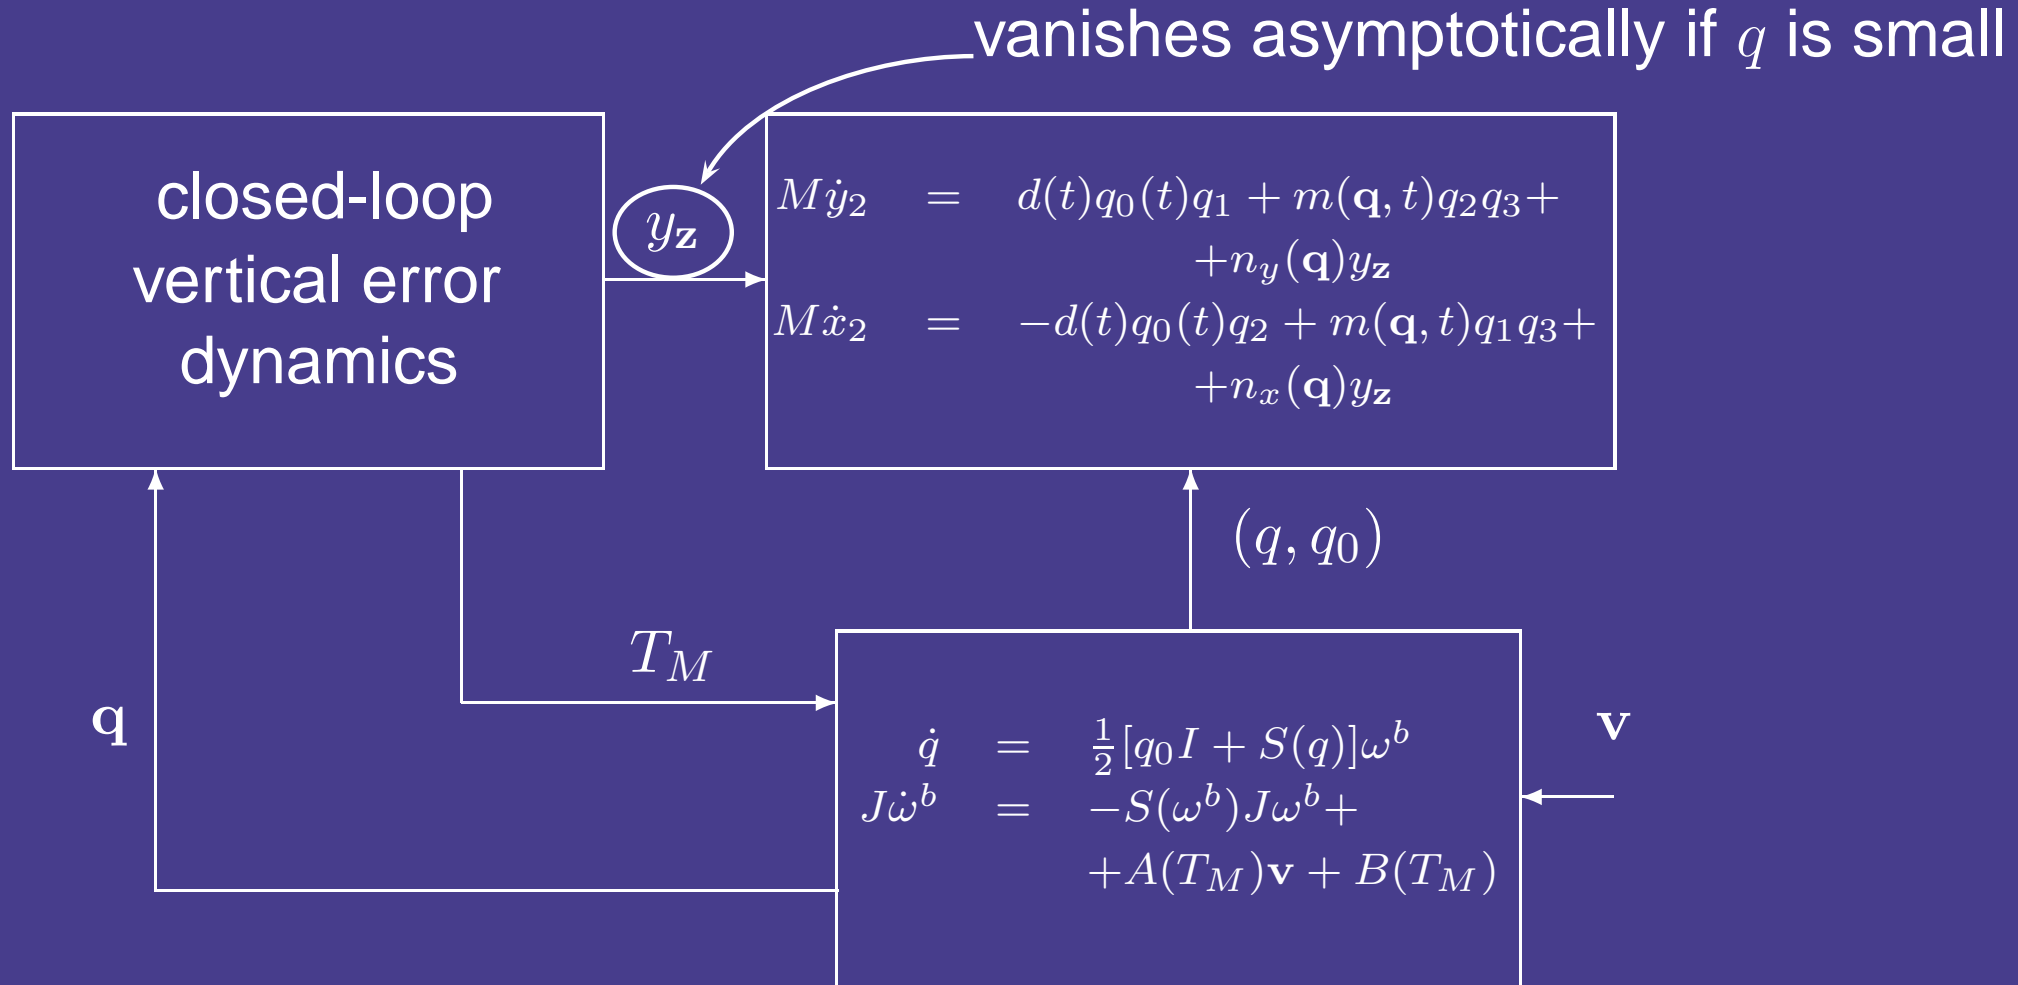 vanishes asymptotically if q is small
closed-loop
vertical error
dynamics
y_𝐳
Mẏ₂ = d(t)q₀(t)q₁ + m(𝐪, t)q₂q₃+
+n_y(𝐪)y_𝐳
Mẋ₂ = −d(t)q₀(t)q₂ + m(𝐪, t)q₁q₃+
+n_x(𝐪)y_𝐳
(q, q₀)
T_M
𝐪
𝐯
q̇ = ½[q₀I + S(q)]ω^b
Jω̇^b = −S(ω^b)Jω^b+
+A(T_M)𝐯 + B(T_M)